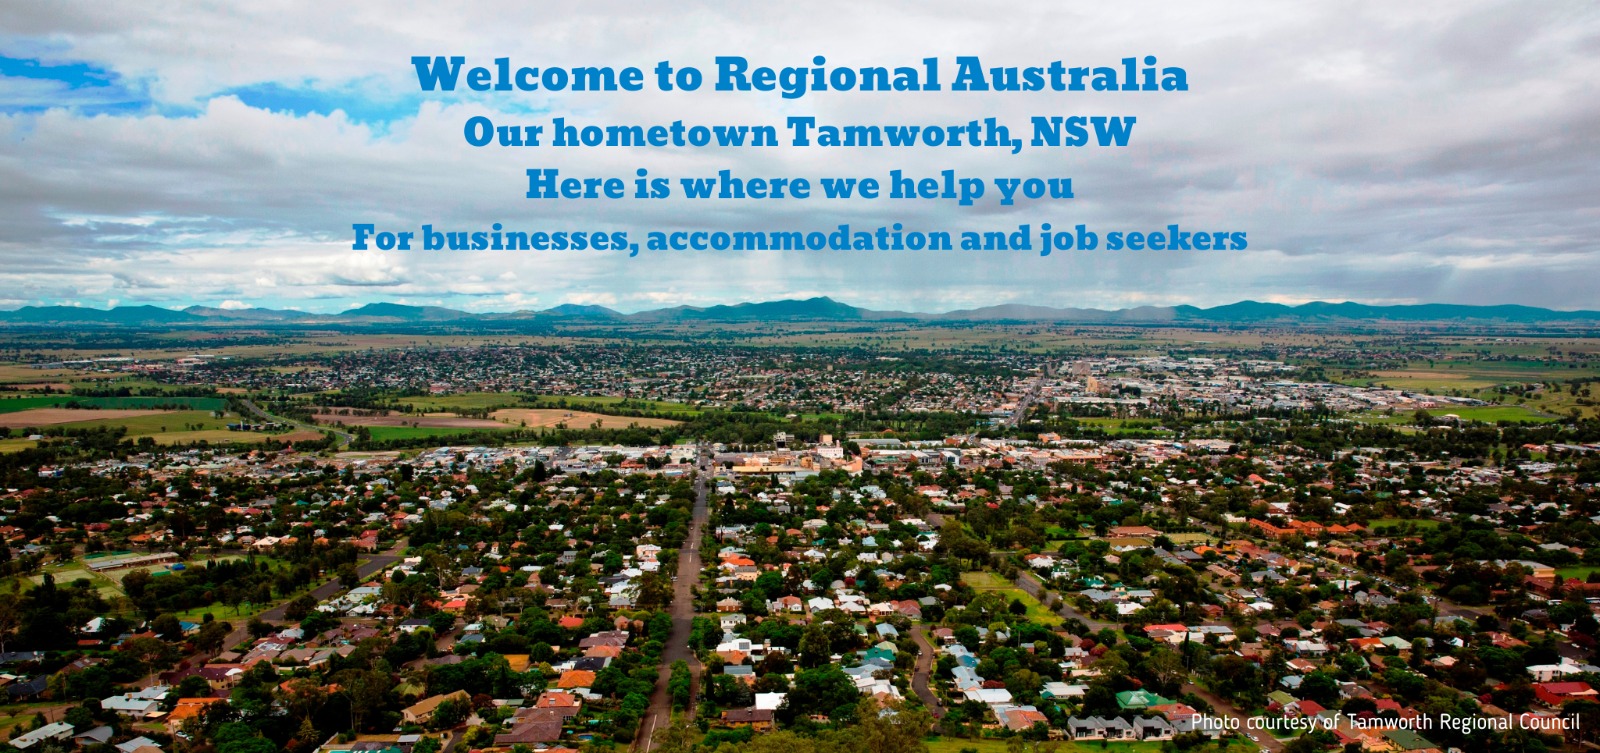 Welcome to Regional Australia
Our hometown Tamworth, NSW
Here is where we help you
For businesses, accommodation and job seekers
Photo courtesy of Tamworth Regional Council